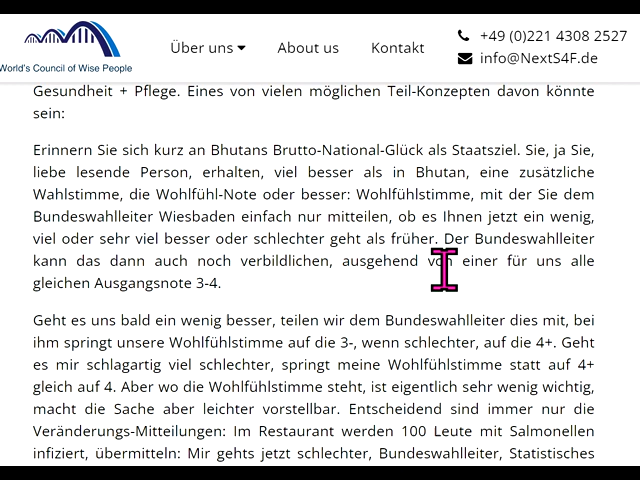 World's Council of Wise People
Über uns
About us
Kontakt
+49 (0)221 4308 2527
info@NextS4F.de
Gesundheit + Pflege. Eines von vielen möglichen Teil-Konzepten davon könnte
sein:
Erinnern Sie sich kurz an Bhutans Brutto-National-Glück als Staatsziel. Sie, ja Sie,
liebe lesende Person, erhalten, viel besser als in Bhutan, eine zusätzliche
Wahlstimme, die Wohlfühl-Note oder besser: Wohlfühlstimme, mit der Sie dem
Bundeswahlleiter Wiesbaden einfach nur mitteilen, ob es Ihnen jetzt ein wenig,
viel oder sehr viel besser oder schlechter geht als früher. Der Bundeswahlleiter
kann das dann auch noch verbildlichen, ausgehend von einer für uns alle
gleichen Ausgangsnote 3-4.
Geht es uns bald ein wenig besser, teilen wir dem Bundeswahlleiter dies mit, bei
ihm springt unsere Wohlfühlstimme auf die 3-, wenn schlechter, auf die 4+. Geht
es mir schlagartig viel schlechter, springt meine Wohlfühlstimme statt auf 4+
gleich auf 4. Aber wo die Wohlfühlstimme steht, ist eigentlich sehr wenig wichtig,
macht die Sache aber leichter vorstellbar. Entscheidend sind immer nur die
Veränderungs-Mitteilungen: Im Restaurant werden 100 Leute mit Salmonellen
infiziert, übermitteln: Mir gehts jetzt schlechter, Bundeswahlleiter, Statistisches